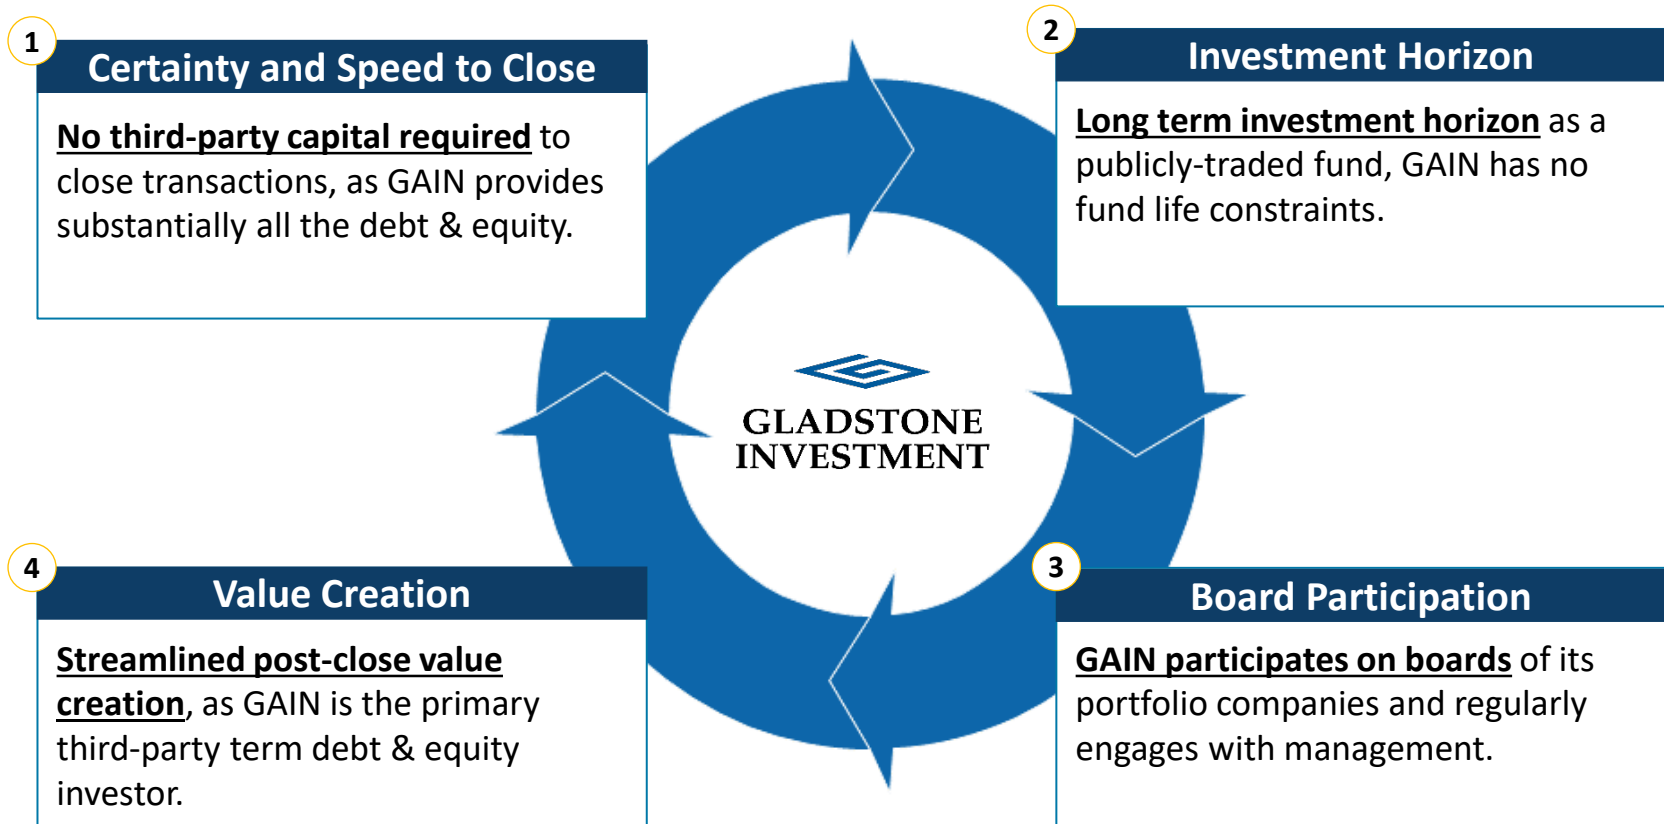 1
Certainty and Speed to Close
No third-party capital required to
close transactions, as GAIN provides
substantially all the debt & equity.
2
Investment Horizon
Long term investment horizon as a
publicly-traded fund, GAIN has no
fund life constraints.
GLADSTONE
INVESTMENT
3
Board Participation
GAIN participates on boards of its
portfolio companies and regularly
engages with management.
4
Value Creation
Streamlined post-close value
creation, as GAIN is the primary
third-party term debt & equity
investor.